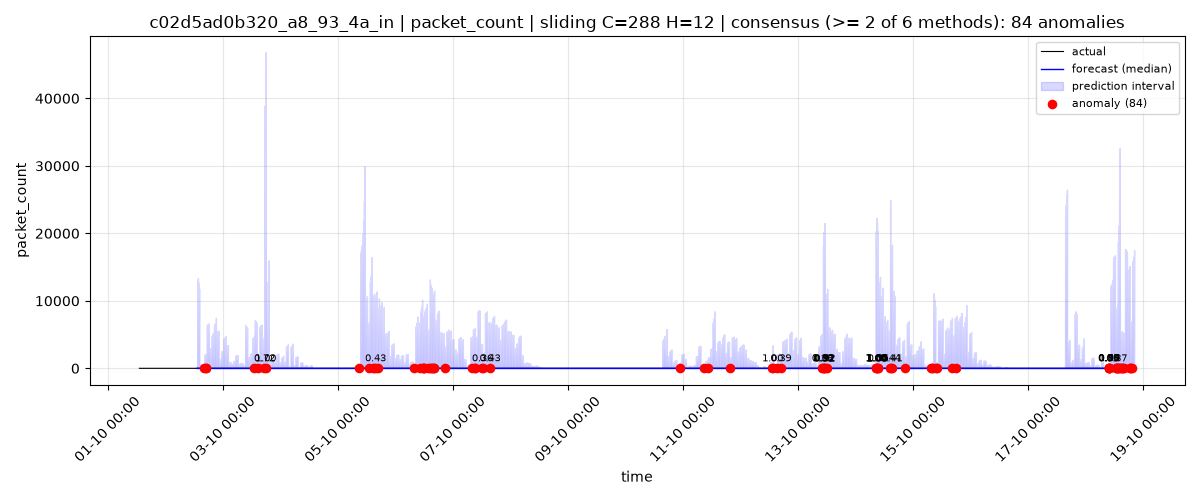 c02d5ad0b320_a8_93_4a_in | packet_count | sliding C=288 H=12 | consensus (>= 2 of 6 methods): 84 anomalies
actual
forecast (median)
prediction interval
anomaly (84)
packet_count
40000
30000
20000
10000
0
0.43
01-10 00:00
03-10 00:00
05-10 00:00
07-10 00:00
09-10 00:00
11-10 00:00
13-10 00:00
15-10 00:00
17-10 00:00
19-10 00:00
time